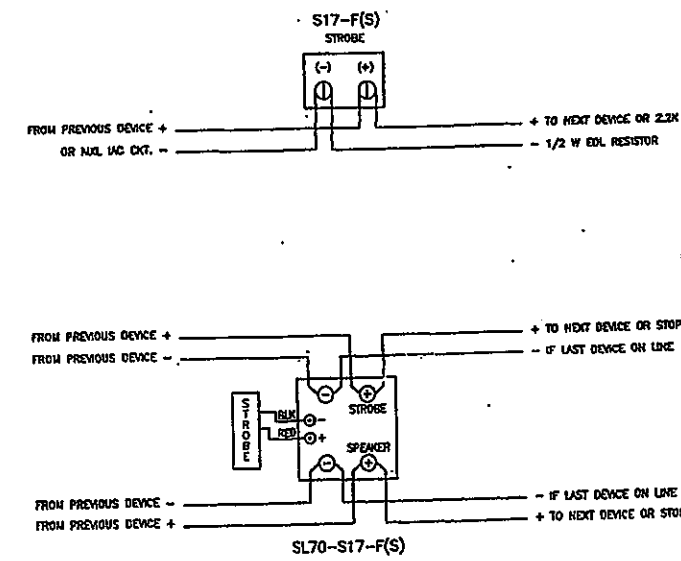 S17-F(S)
STROBE
(-) (+)
FROM PREVIOUS DEVICE +
OR NXL IAC CKT. -
+ TO NEXT DEVICE OR 2.2K
- 1/2 W EOL RESISTOR
FROM PREVIOUS DEVICE +
FROM PREVIOUS DEVICE -
+ TO NEXT DEVICE OR STOP
- IF LAST DEVICE ON LINE
STROBE
BLK
RED
- +
STROBE
- +
SPEAKER
- +
FROM PREVIOUS DEVICE -
FROM PREVIOUS DEVICE +
- IF LAST DEVICE ON LINE
+ TO NEXT DEVICE OR STOP
SL70-S17-F(S)